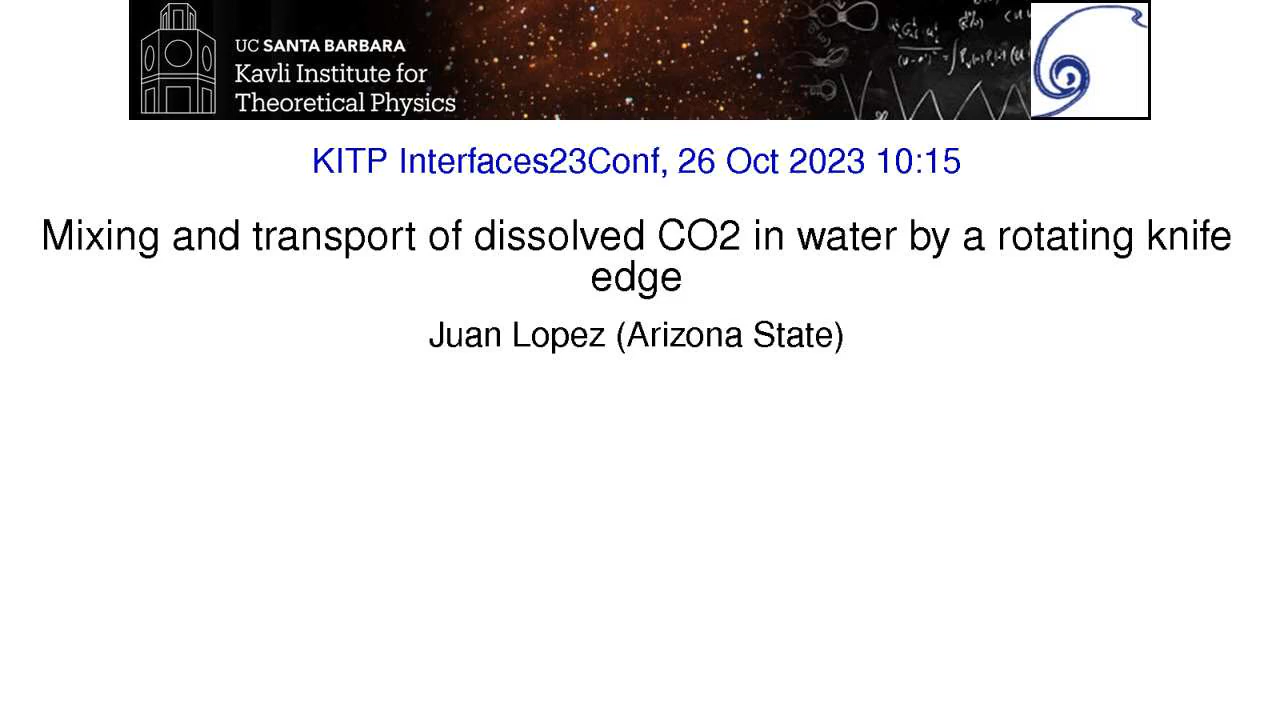 UC SANTA BARBARA
Kavli Institute for
Theoretical Physics
KITP Interfaces23Conf, 26 Oct 2023 10:15
Mixing and transport of dissolved CO2 in water by a rotating knife
edge
Juan Lopez (Arizona State)